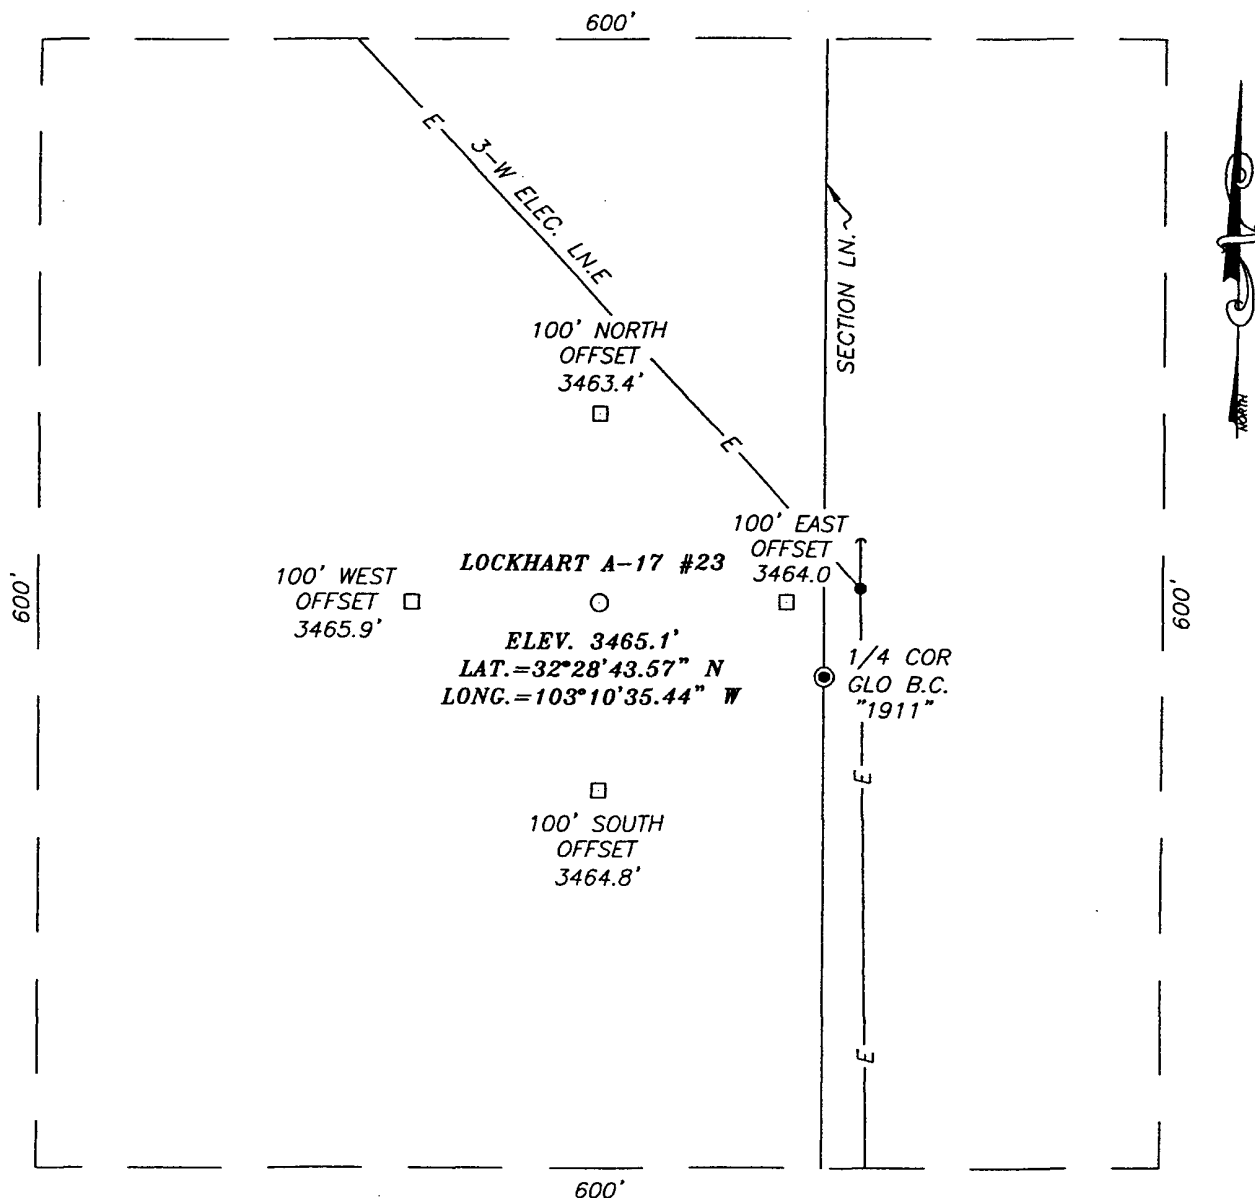 600'
E
3-W ELEC. LN.E
SECTION LN.
NORTH
100' NORTH
OFFSET
3463.4'
E
100' EAST
OFFSET
3464.0
LOCKHART A-17 #23
100' WEST
OFFSET
3465.9'
600'
600'
ELEV. 3465.1'
LAT.=32°28'43.57" N
LONG.=103°10'35.44" W
1/4 COR
GLO B.C.
"1911"
E
100' SOUTH
OFFSET
3464.8'
E
600'